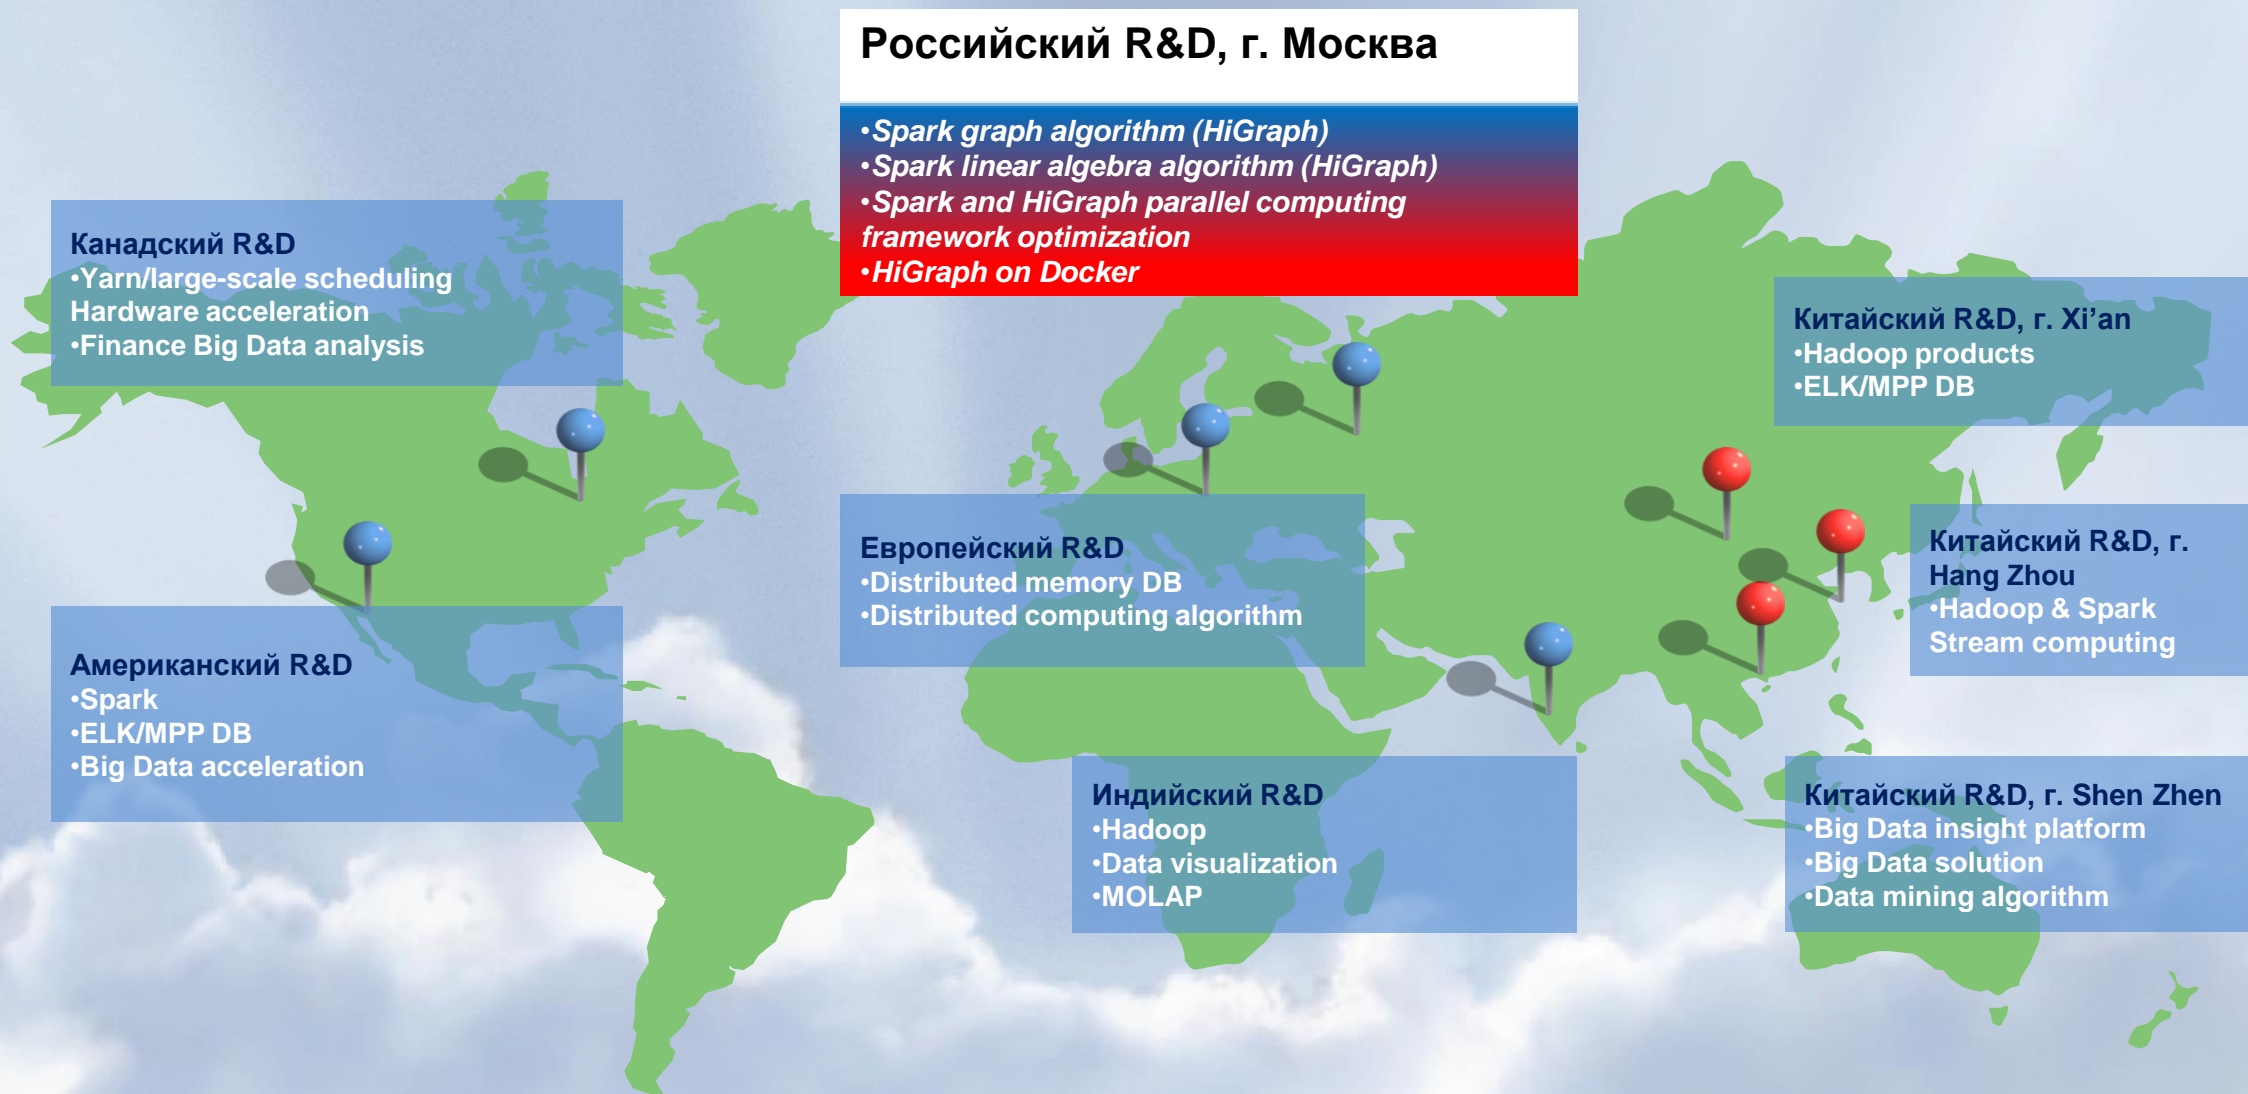 Российский R&D, г. Москва
•Spark graph algorithm (HiGraph)
•Spark linear algebra algorithm (HiGraph)
•Spark and HiGraph parallel computing
framework optimization
•HiGraph on Docker
Канадский R&D
•Yarn/large-scale scheduling
Hardware acceleration
•Finance Big Data analysis
Китайский R&D, г. Xi’an
•Hadoop products
•ELK/MPP DB
Европейский R&D
•Distributed memory DB
•Distributed computing algorithm
Китайский R&D, г.
Hang Zhou
•Hadoop & Spark
Stream computing
Американский R&D
•Spark
•ELK/MPP DB
•Big Data acceleration
Индийский R&D
•Hadoop
•Data visualization
•MOLAP
Китайский R&D, г. Shen Zhen
•Big Data insight platform
•Big Data solution
•Data mining algorithm